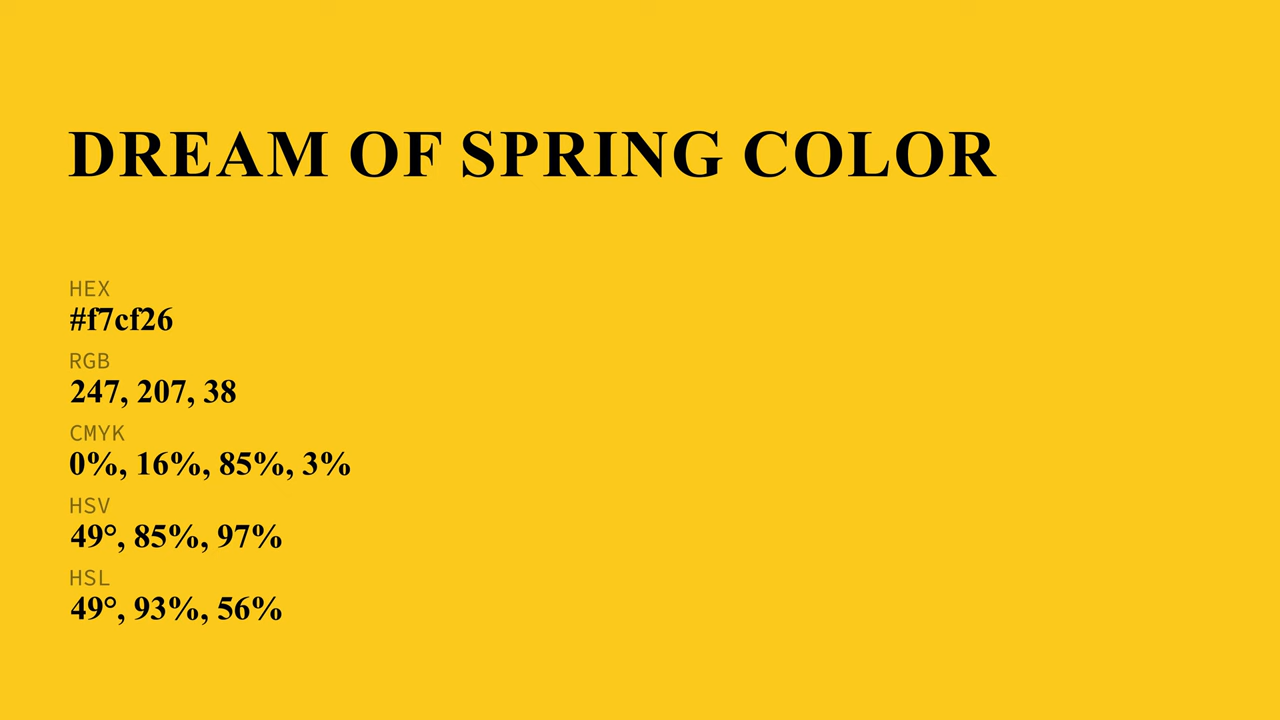 DREAM OF SPRING COLOR
HEX
#f7cf26
RGB
247, 207, 38
CMYK
0%, 16%, 85%, 3%
HSV
49°, 85%, 97%
HSL
49°, 93%, 56%